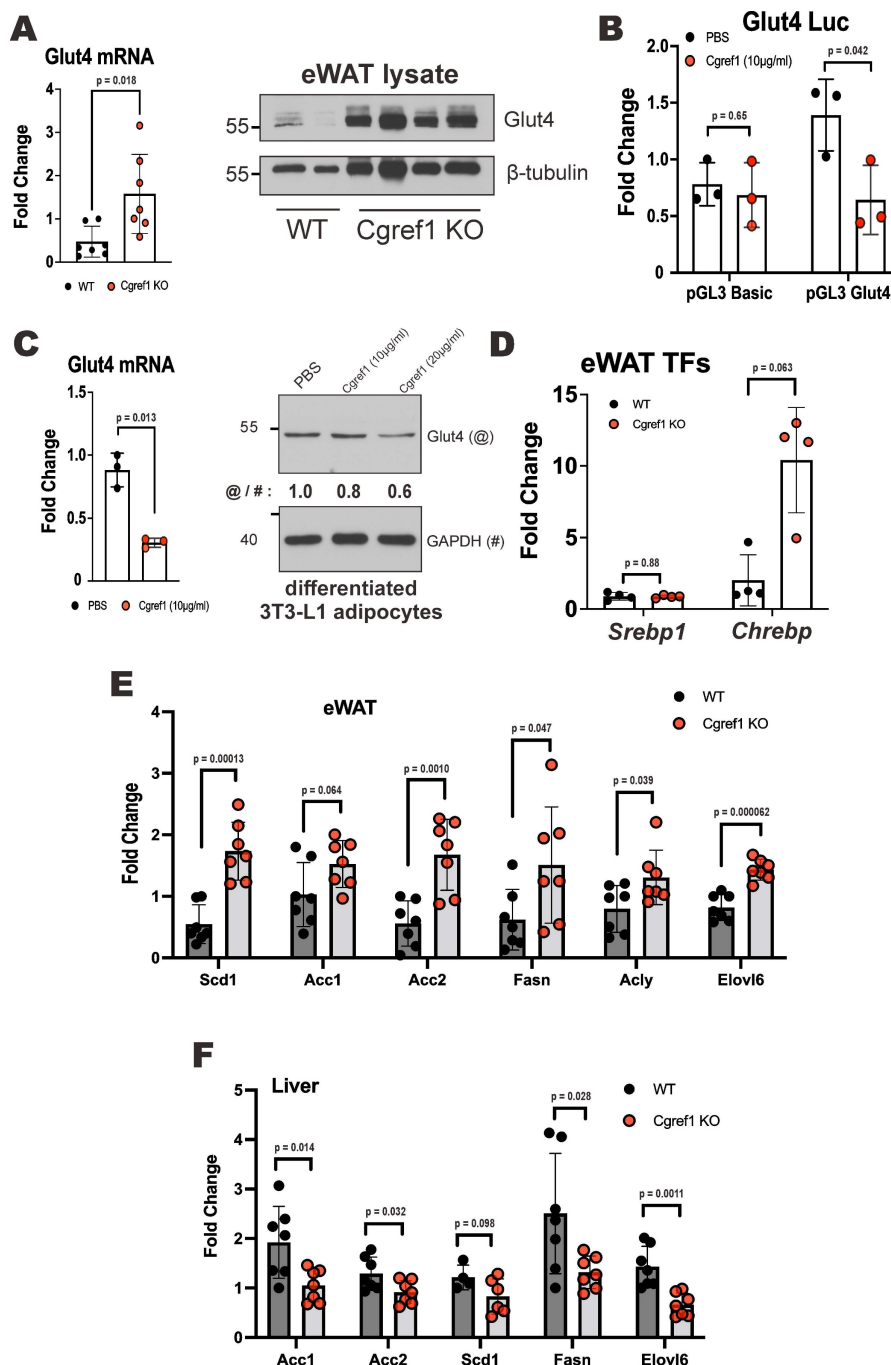 A
Glut4 mRNA
p = 0.018
Fold Change
4
3
2
1
0
WT
Cgref1 KO
eWAT lysate
55
Glut4
55
β-tubulin
WT
Cgref1 KO
B
Glut4 Luc
PBS
Cgref1 (10µg/ml)
p = 0.042
p = 0.65
Fold Change
2.0
1.5
1.0
0.5
0
pGL3 Basic
pGL3 Glut4
C
Glut4 mRNA
p = 0.013
Fold Change
1.5
1.0
0.5
0
PBS
Cgref1 (10µg/ml)
PBS
Cgref1 (10µg/ml)
Cgref1 (20µg/ml)
55
Glut4 (@)
@ / # : 1.0 0.8 0.6
40
GAPDH (#)
differentiated
3T3-L1 adipocytes
D
eWAT TFs
p = 0.063
WT
Cgref1 KO
p = 0.88
Fold Change
15
10
5
0
Srebp1
Chrebp
E
eWAT
WT
Cgref1 KO
p = 0.00013
p = 0.064
p = 0.0010
p = 0.047
p = 0.039
p = 0.000062
Fold Change
4
3
2
1
0
Scd1
Acc1
Acc2
Fasn
Acly
Elovl6
F
Liver
WT
Cgref1 KO
p = 0.014
p = 0.032
p = 0.098
p = 0.028
p = 0.0011
Fold Change
5
4
3
2
1
0
Acc1
Acc2
Scd1
Fasn
Elovl6